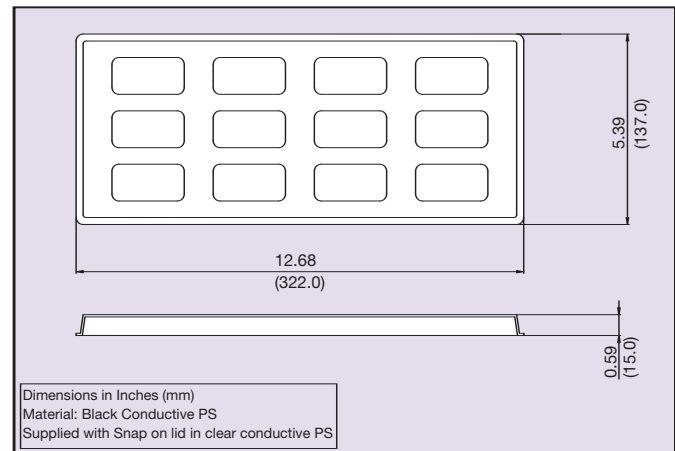 5.39
(137.0)
12.68
(322.0)
0.59
(15.0)
Dimensions in Inches (mm)
Material: Black Conductive PS
Supplied with Snap on lid in clear conductive PS